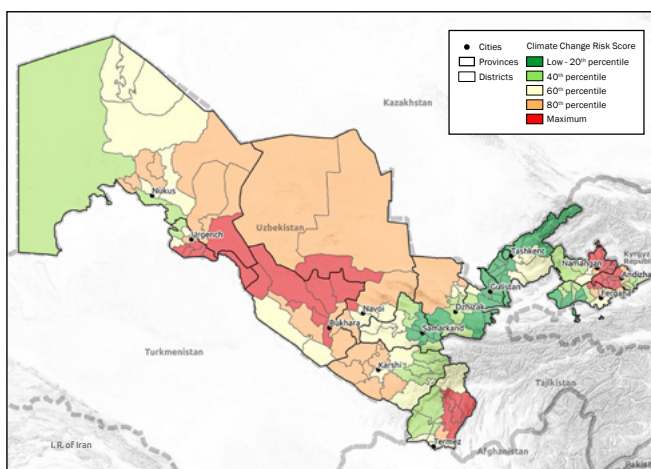 Cities
Provinces
Districts
Climate Change Risk Score
Low - 20th percentile
40th percentile
60th percentile
80th percentile
Maximum
Kazakhstan
Nukus
Urgench
Uzbekistan
Tashkent
Namangan
Kyrgyz
Republi
Andizha
Gulistan
Fergana
Dzhizak
Navoi
Bukhara
Samarkand
Turkmenistan
Karshi
Tajikistan
Termez
Afghanistan
I.R. of Iran
Pakis